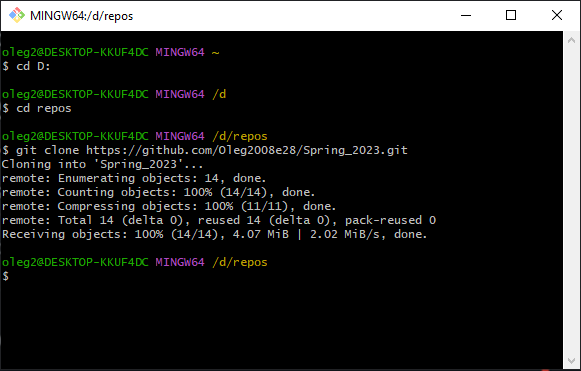 MINGW64:/d/repos
oleg2@DESKTOP-KKUF4DC MINGW64 ~
$ cd D:
oleg2@DESKTOP-KKUF4DC MINGW64 /d
$ cd repos
oleg2@DESKTOP-KKUF4DC MINGW64 /d/repos
$ git clone https://github.com/Oleg2008e28/Spring_2023.git
Cloning into 'Spring_2023'...
remote: Enumerating objects: 14, done.
remote: Counting objects: 100% (14/14), done.
remote: Compressing objects: 100% (11/11), done.
remote: Total 14 (delta 0), reused 14 (delta 0), pack-reused 0
Receiving objects: 100% (14/14), 4.07 MiB | 2.02 MiB/s, done.
oleg2@DESKTOP-KKUF4DC MINGW64 /d/repos
$